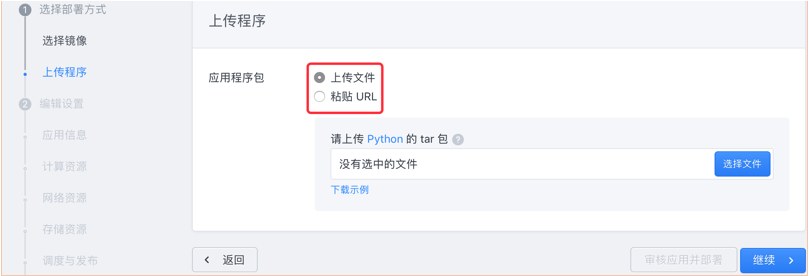 1 选择部署方式
选择镜像
上传程序
2 编辑设置
应用信息
计算资源
网络资源
存储资源
调度与发布
上传程序
应用程序包
上传文件
粘贴 URL
请上传 Python 的 tar 包 ?
没有选中的文件
选择文件
下载示例
返回
审核应用并部署
继续